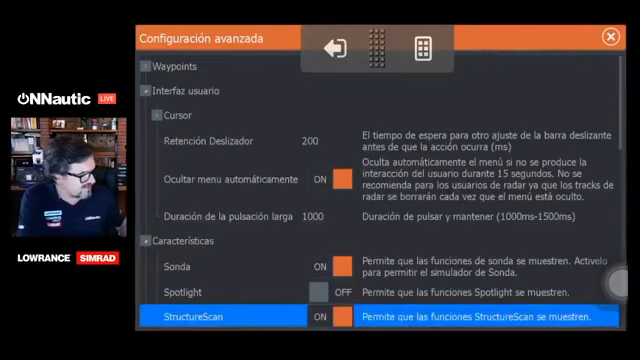 Configuración avanzada
Waypoints
Interfaz usuario
Cursor
Retención Deslizador 200 El tiempo de espera para otro ajuste de la barra deslizante
antes de que la acción ocurra (ms)
Ocultar menu automáticamente ON Oculta automáticamente el menú si no se produce la
interacción del usuario durante 15 segundos. No se
recomienda para los usuarios de radar ya que los tracks de
radar se borrarán cada vez que el menú está oculto.
Duración de la pulsación larga 1000 Duración de pulsar y mantener (1000ms-1500ms)
Características
Sonda ON Permite que las funciones de sonda se muestren. Activelo
para permitir el simulador de Sonda.
Spotlight OFF Permite que las funciones Spotlight se muestren.
StructureScan ON Permite que las funciones StructureScan se muestren.
ONNautic LIVE
LOWRANCE SIMRAD